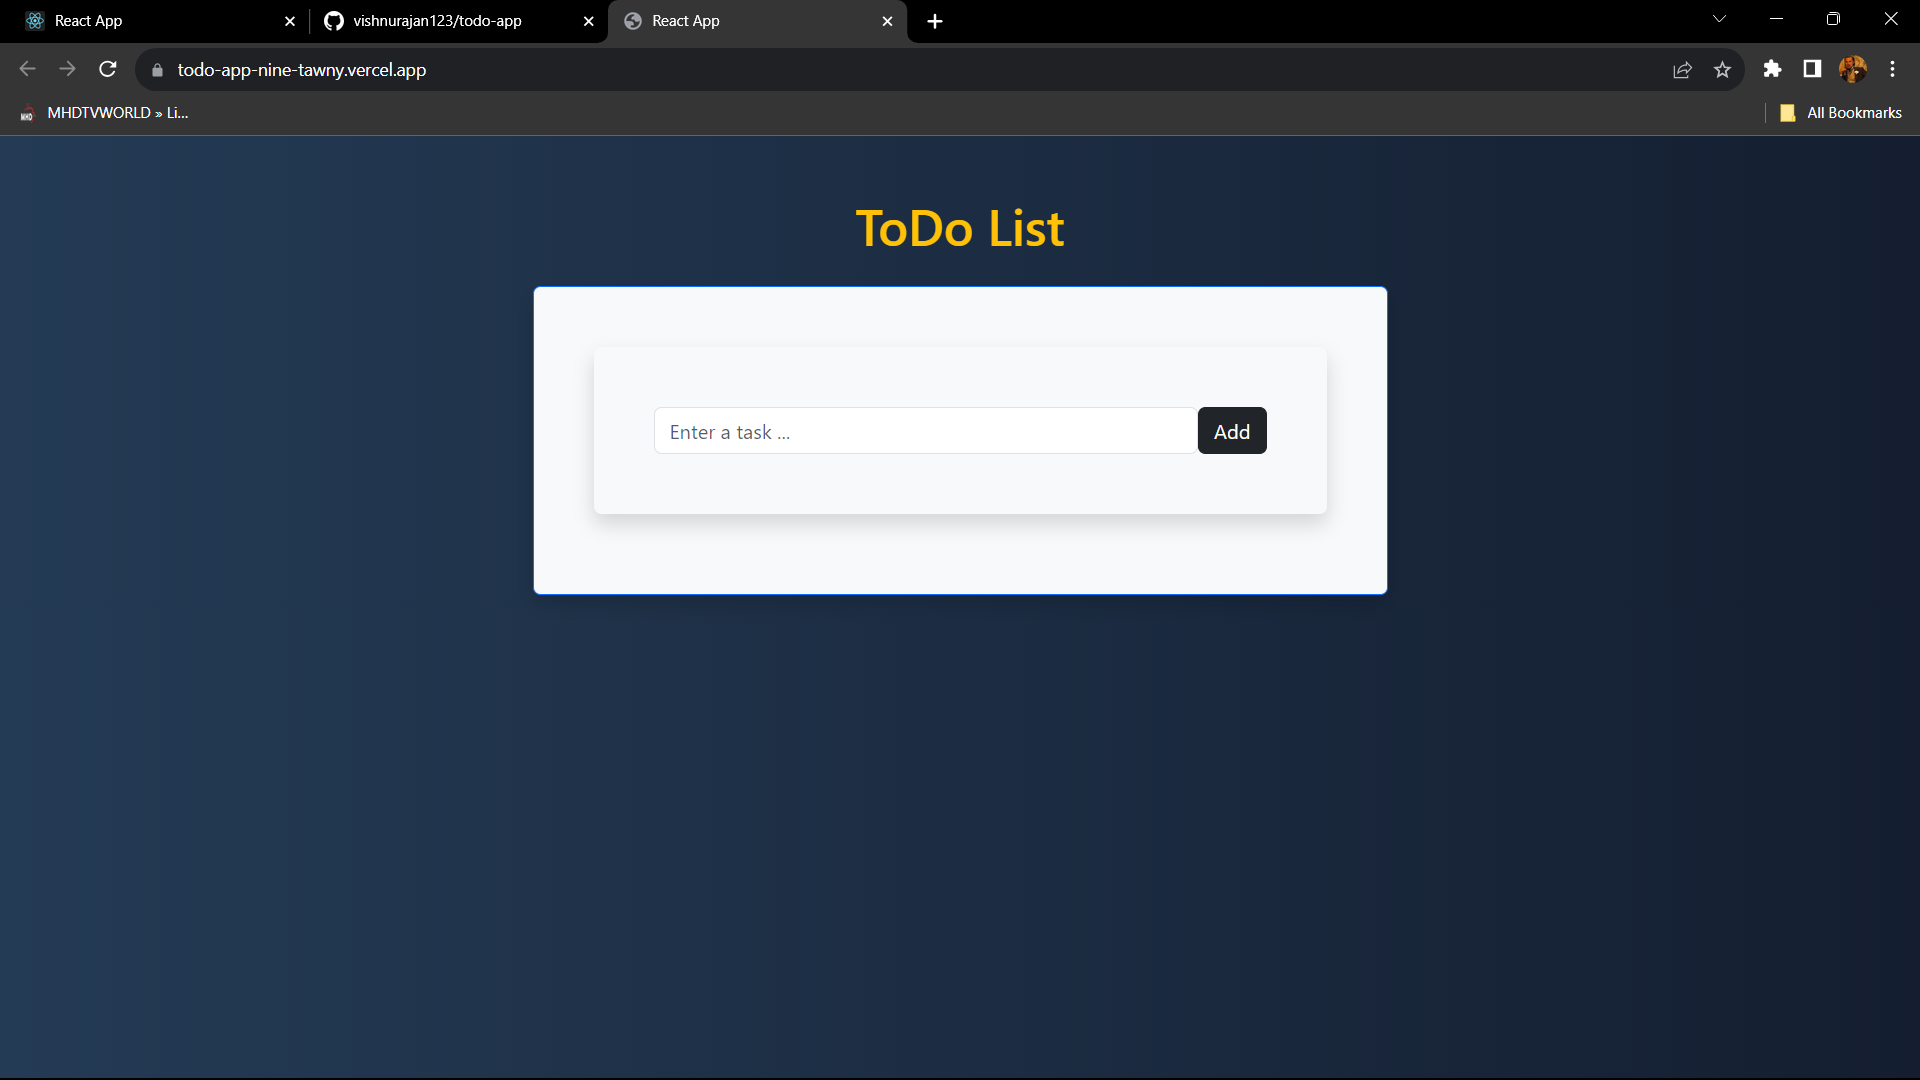 React App
vishnurajan123/todo-app
React App
todo-app-nine-tawny.vercel.app
MHDTVWORLD » Li...
All Bookmarks
ToDo List
Enter a task ...
Add